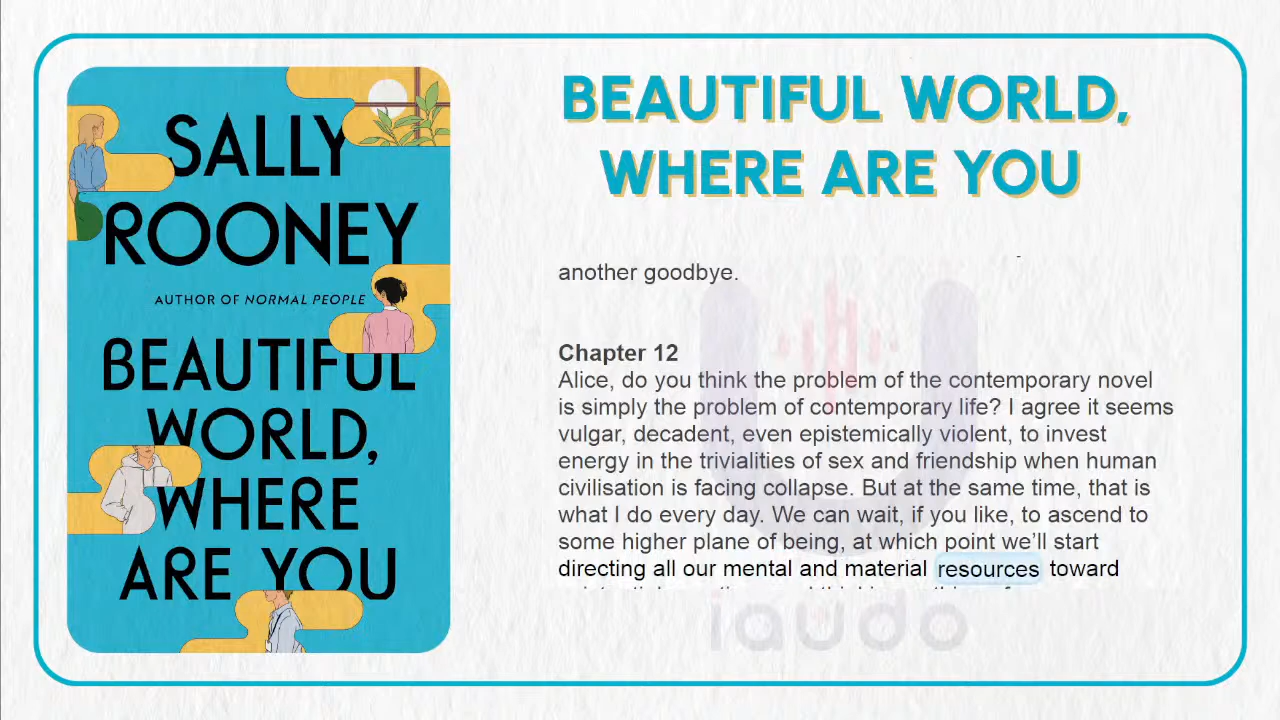 SALLY
ROONEY
AUTHOR OF NORMAL PEOPLE
BEAUTIFUL
WORLD,
WHERE
ARE YOU
BEAUTIFUL WORLD,
WHERE ARE YOU
another goodbye.
Chapter 12
Alice, do you think the problem of the contemporary novel
is simply the problem of contemporary life? I agree it seems
vulgar, decadent, even epistemically violent, to invest
energy in the trivialities of sex and friendship when human
civilisation is facing collapse. But at the same time, that is
what I do every day. We can wait, if you like, to ascend to
some higher plane of being, at which point we’ll start
directing all our mental and material resources toward
iaudo